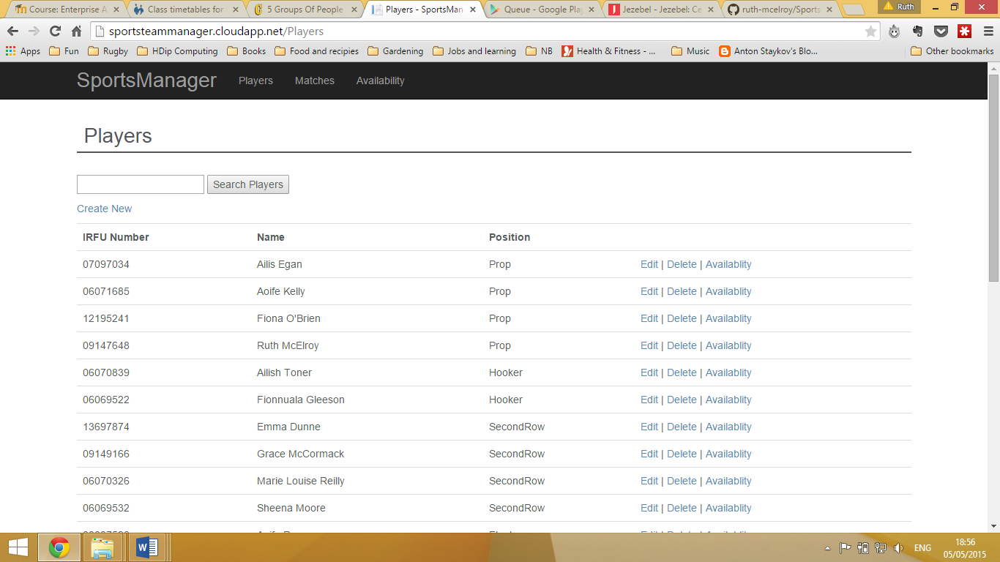 Course: Enterprise A
Class timetables for
5 Groups Of People
Players - SportsMan
Queue - Google Play
Jezebel - Jezebel: Ce
ruth-mcelroy/Sports
Ruth
sportsteammanager.cloudapp.net/Players
Apps Fun Rugby HDip Computing Books Food and recipies Gardening Jobs and learning NB Health & Fitness - ... Music Anton Staykov's Blo... Other bookmarks
SportsManager Players Matches Availability
Players
Search Players
Create New
IRFU Number Name Position
07097034 Ailis Egan Prop Edit | Delete | Availablity
06071685 Aoife Kelly Prop Edit | Delete | Availablity
12195241 Fiona O'Brien Prop Edit | Delete | Availablity
09147648 Ruth McElroy Prop Edit | Delete | Availablity
06070839 Ailish Toner Hooker Edit | Delete | Availablity
06069522 Fionnuala Gleeson Hooker Edit | Delete | Availablity
13697874 Emma Dunne SecondRow Edit | Delete | Availablity
09149166 Grace McCormack SecondRow Edit | Delete | Availablity
06070326 Marie Louise Reilly SecondRow Edit | Delete | Availablity
06069532 Sheena Moore SecondRow Edit | Delete | Availablity
Edit | Delete | Availablity
ENG
18:56
05/05/2015